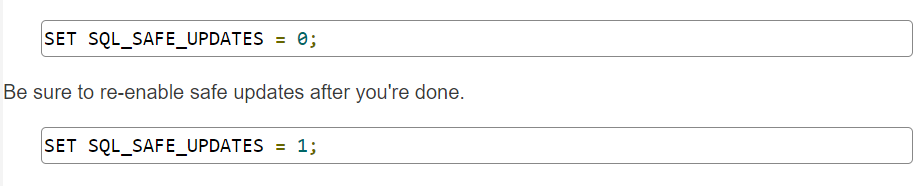 SET SQL_SAFE_UPDATES = 0;
Be sure to re-enable safe updates after you're done.
SET SQL_SAFE_UPDATES = 1;